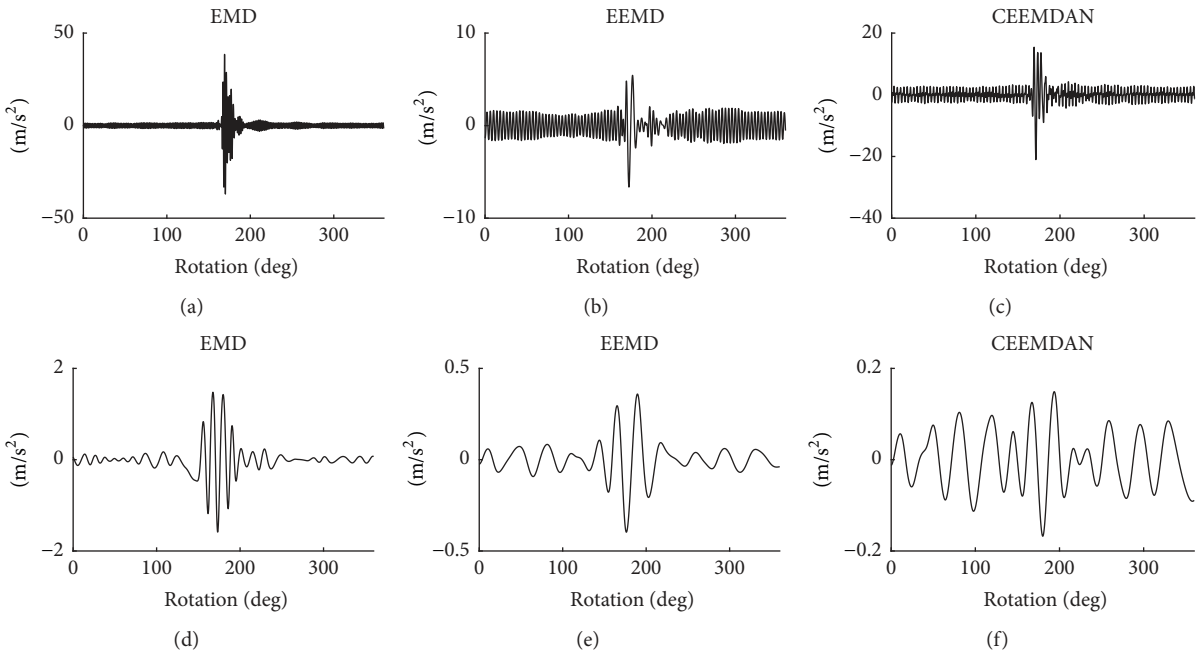 EMD
EEMD
CEEMDAN
50
0
−50
(m/s²)
0 100 200 300
Rotation (deg)
(a)
10
0
−10
(m/s²)
0 100 200 300
Rotation (deg)
(b)
20
0
−20
−40
(m/s²)
0 100 200 300
Rotation (deg)
(c)
EMD
EEMD
CEEMDAN
2
0
−2
(m/s²)
0 100 200 300
Rotation (deg)
(d)
0.5
0
−0.5
(m/s²)
0 100 200 300
Rotation (deg)
(e)
0.2
0
−0.2
(m/s²)
0 100 200 300
Rotation (deg)
(f)